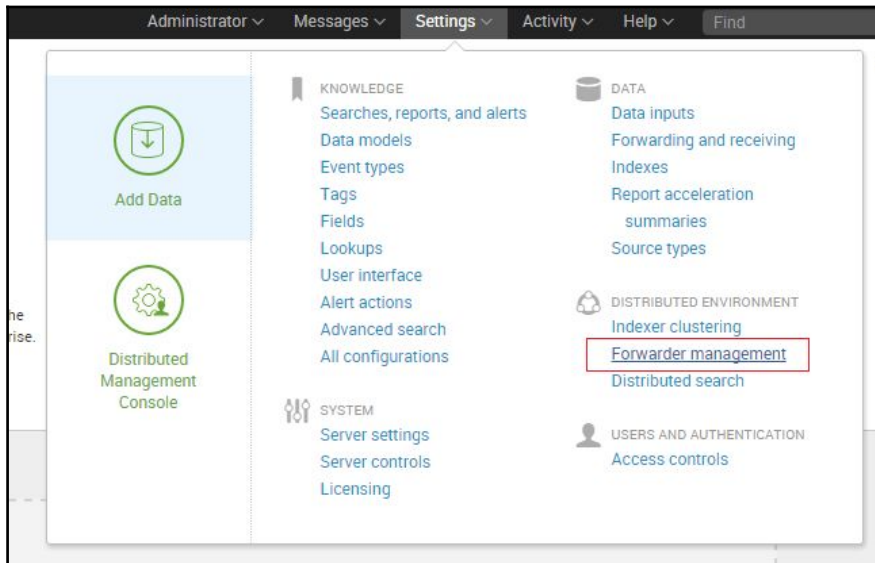 Administrator Messages Settings Activity Help Find
Add Data
Distributed
Management
Console
he
rise.
KNOWLEDGE
Searches, reports, and alerts
Data models
Event types
Tags
Fields
Lookups
User interface
Alert actions
Advanced search
All configurations
SYSTEM
Server settings
Server controls
Licensing
DATA
Data inputs
Forwarding and receiving
Indexes
Report acceleration
summaries
Source types
DISTRIBUTED ENVIRONMENT
Indexer clustering
Forwarder management
Distributed search
USERS AND AUTHENTICATION
Access controls